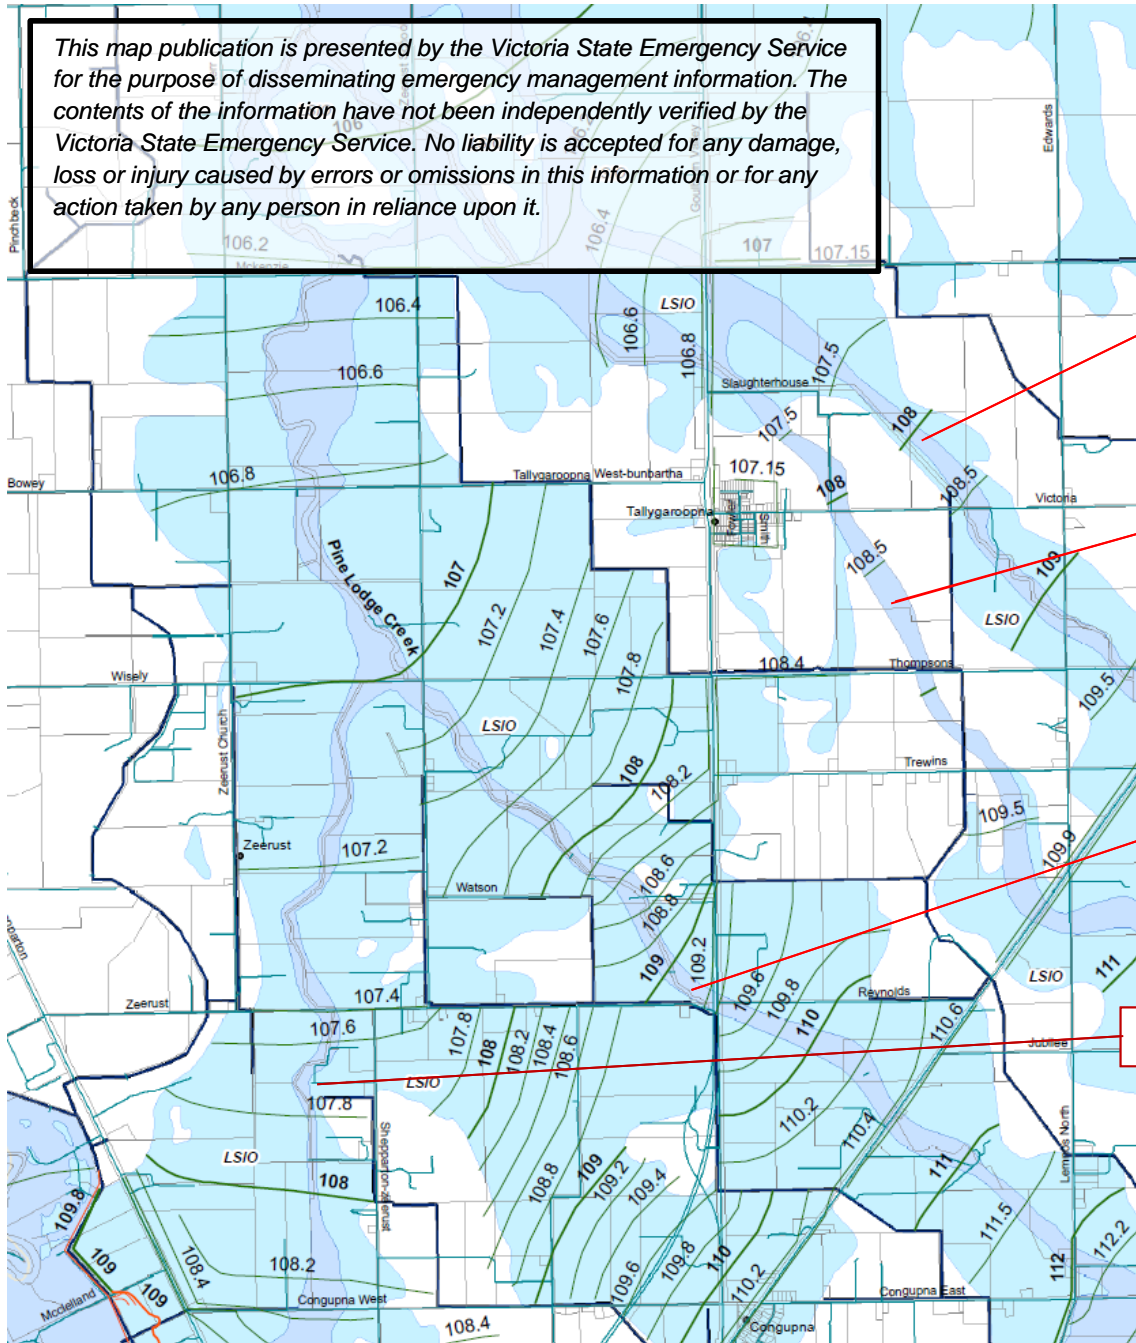 This map publication is presented by the Victoria State Emergency Service
for the purpose of disseminating emergency management information. The
contents of the information have not been independently verified by the
Victoria State Emergency Service. No liability is accepted for any damage,
loss or injury caused by errors or omissions in this information or for any
action taken by any person in reliance upon it.
Pinchbeck
106
106.4
Edwards
106.2
Mckenzie
107
107.15
106.4
106.6
106.8
LSIO
107.5
Slaughterhouse
106.6
107.5
108
107.15
106.8
Bowey
Tallygaroopna West-bunbartha
108
108.5
Victoria
Tallygaroopna
Fowler
Smith
Pine Lodge Creek
107
107.2
107.4
107.6
107.8
108.5
109
LSIO
108.4
Thompsons
Wisely
109.5
Zeerust Church
LSIO
108
108.2
Trewins
109.5
109.9
Zeerust
107.2
108.6
Watson
108.8
109
109.2
109.6
109.8
110
Reynolds
110.6
LSIO
111
Zeerust
107.4
107.6
107.8
108
108.2
108.4
108.6
Jubilee
LSIO
107.8
110.2
110.4
Lemnos North
Shepparton-zeerust
LSIO
108
108.8
109
109.2
109.4
111
111.5
112
112.2
109.8
109
109
108.4
108.2
109.6
109.8
110
110.2
Mcclelland
Congupna West
Congupna East
108.4
Congupna